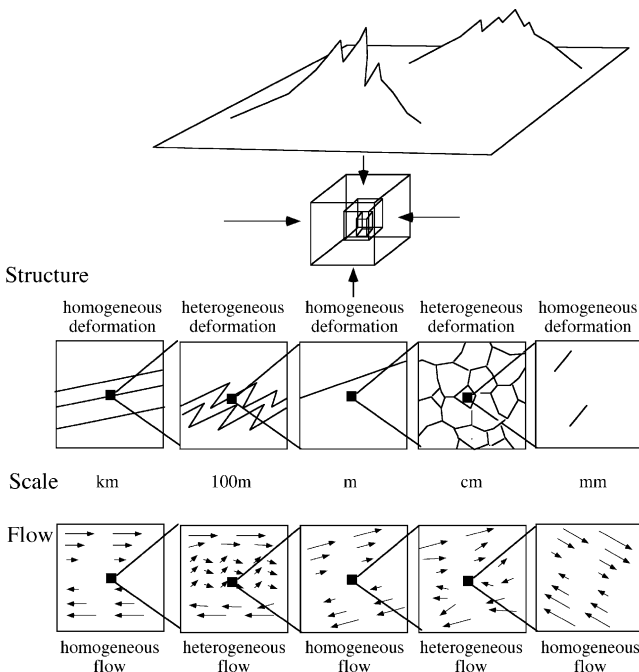 Structure
homogeneous heterogeneous homogeneous heterogeneous homogeneous
deformation deformation deformation deformation deformation
Scale km 100m m cm mm
Flow
homogeneous heterogeneous homogeneous heterogeneous homogeneous
flow flow flow flow flow